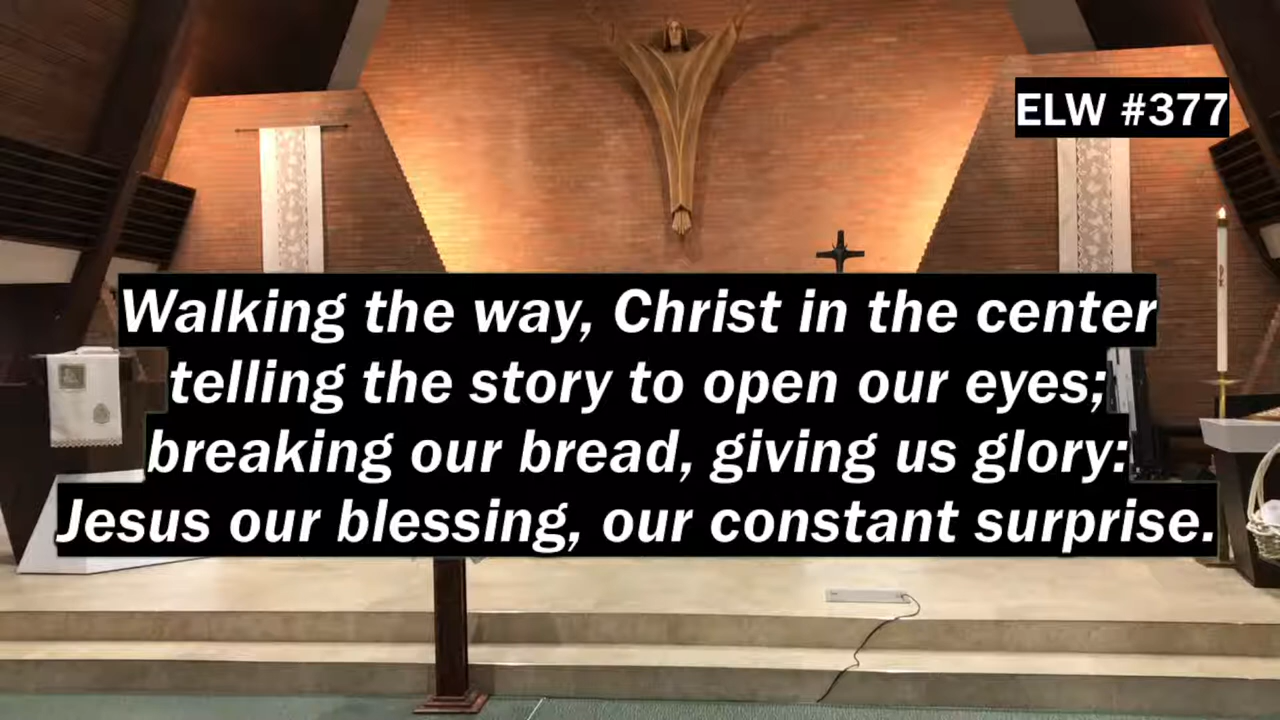 ELW #377
Walking the way, Christ in the center
telling the story to open our eyes;
breaking our bread, giving us glory:
Jesus our blessing, our constant surprise.